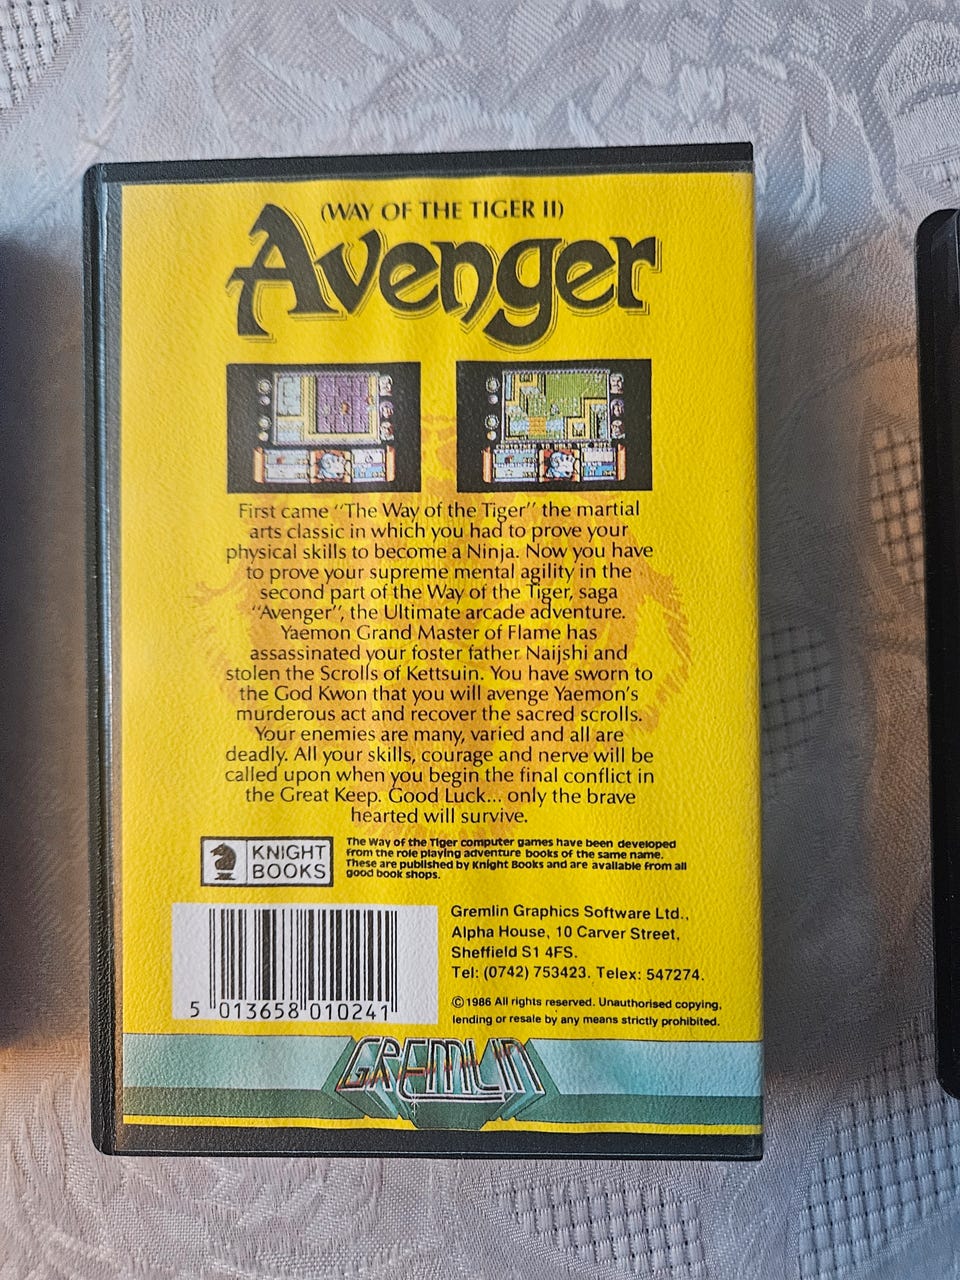 (WAY OF THE TIGER II)
Avenger
First came "The Way of the Tiger" the martial
arts classic in which you had to prove your
physical skills to become a Ninja. Now you have
to prove your supreme mental agility in the
second part of the Way of the Tiger, saga
"Avenger", the Ultimate arcade adventure.
Yaemon Grand Master of Flame has
assassinated your foster father Naijshi and
stolen the Scrolls of Kettsuin. You have sworn to
the God Kwon that you will avenge Yaemon's
murderous act and recover the sacred scrolls.
Your enemies are many, varied and all are
deadly. All your skills, courage and nerve will be
called upon when you begin the final conflict in
the Great Keep. Good Luck... only the brave
hearted will survive.
KNIGHT
BOOKS
The Way of the Tiger computer games have been developed
from the role playing adventure books of the same name.
These are published by Knight Books and are available from all
good book shops.
Gremlin Graphics Software Ltd.,
Alpha House, 10 Carver Street,
Sheffield S1 4FS.
Tel: (0742) 753423. Telex: 547274.
©1986 All rights reserved. Unauthorised copying,
lending or resale by any means strictly prohibited.
5 013658 010241
GREMLIN